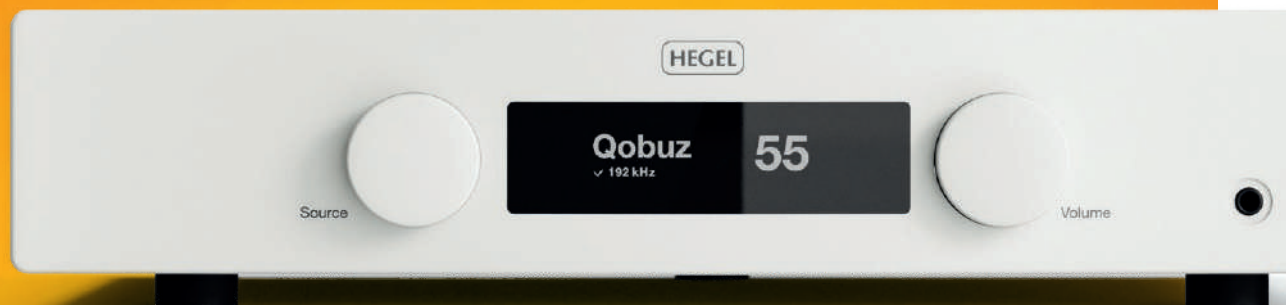 HEGEL
Qobuz 55
✓ 192 kHz
Source
Volume